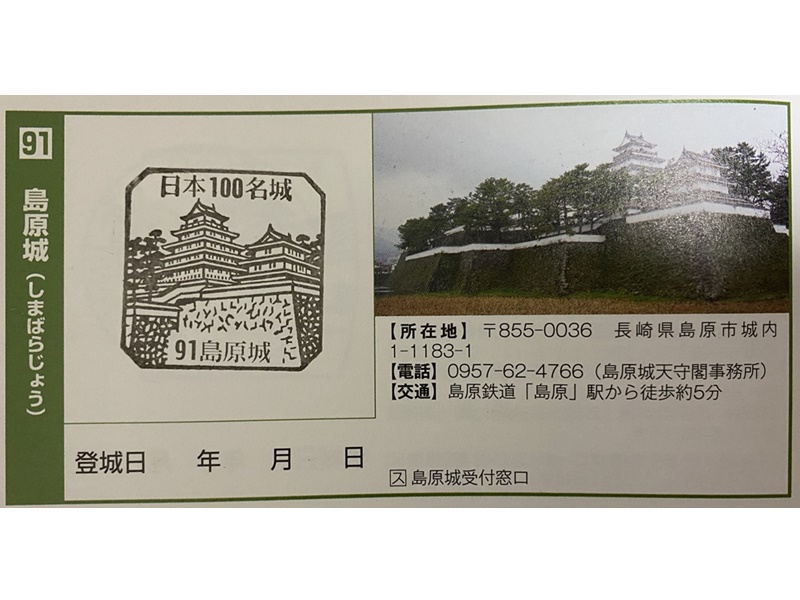 91
島原城(しまばらじょう)
日本100名城
91島原城
登城日 年 月 日
【所在地】〒855-0036 長崎県島原市城内
1-1183-1
【電話】0957-62-4766(島原城天守閣事務所)
【交通】島原鉄道「島原」駅から徒歩約5分
ス 島原城受付窓口